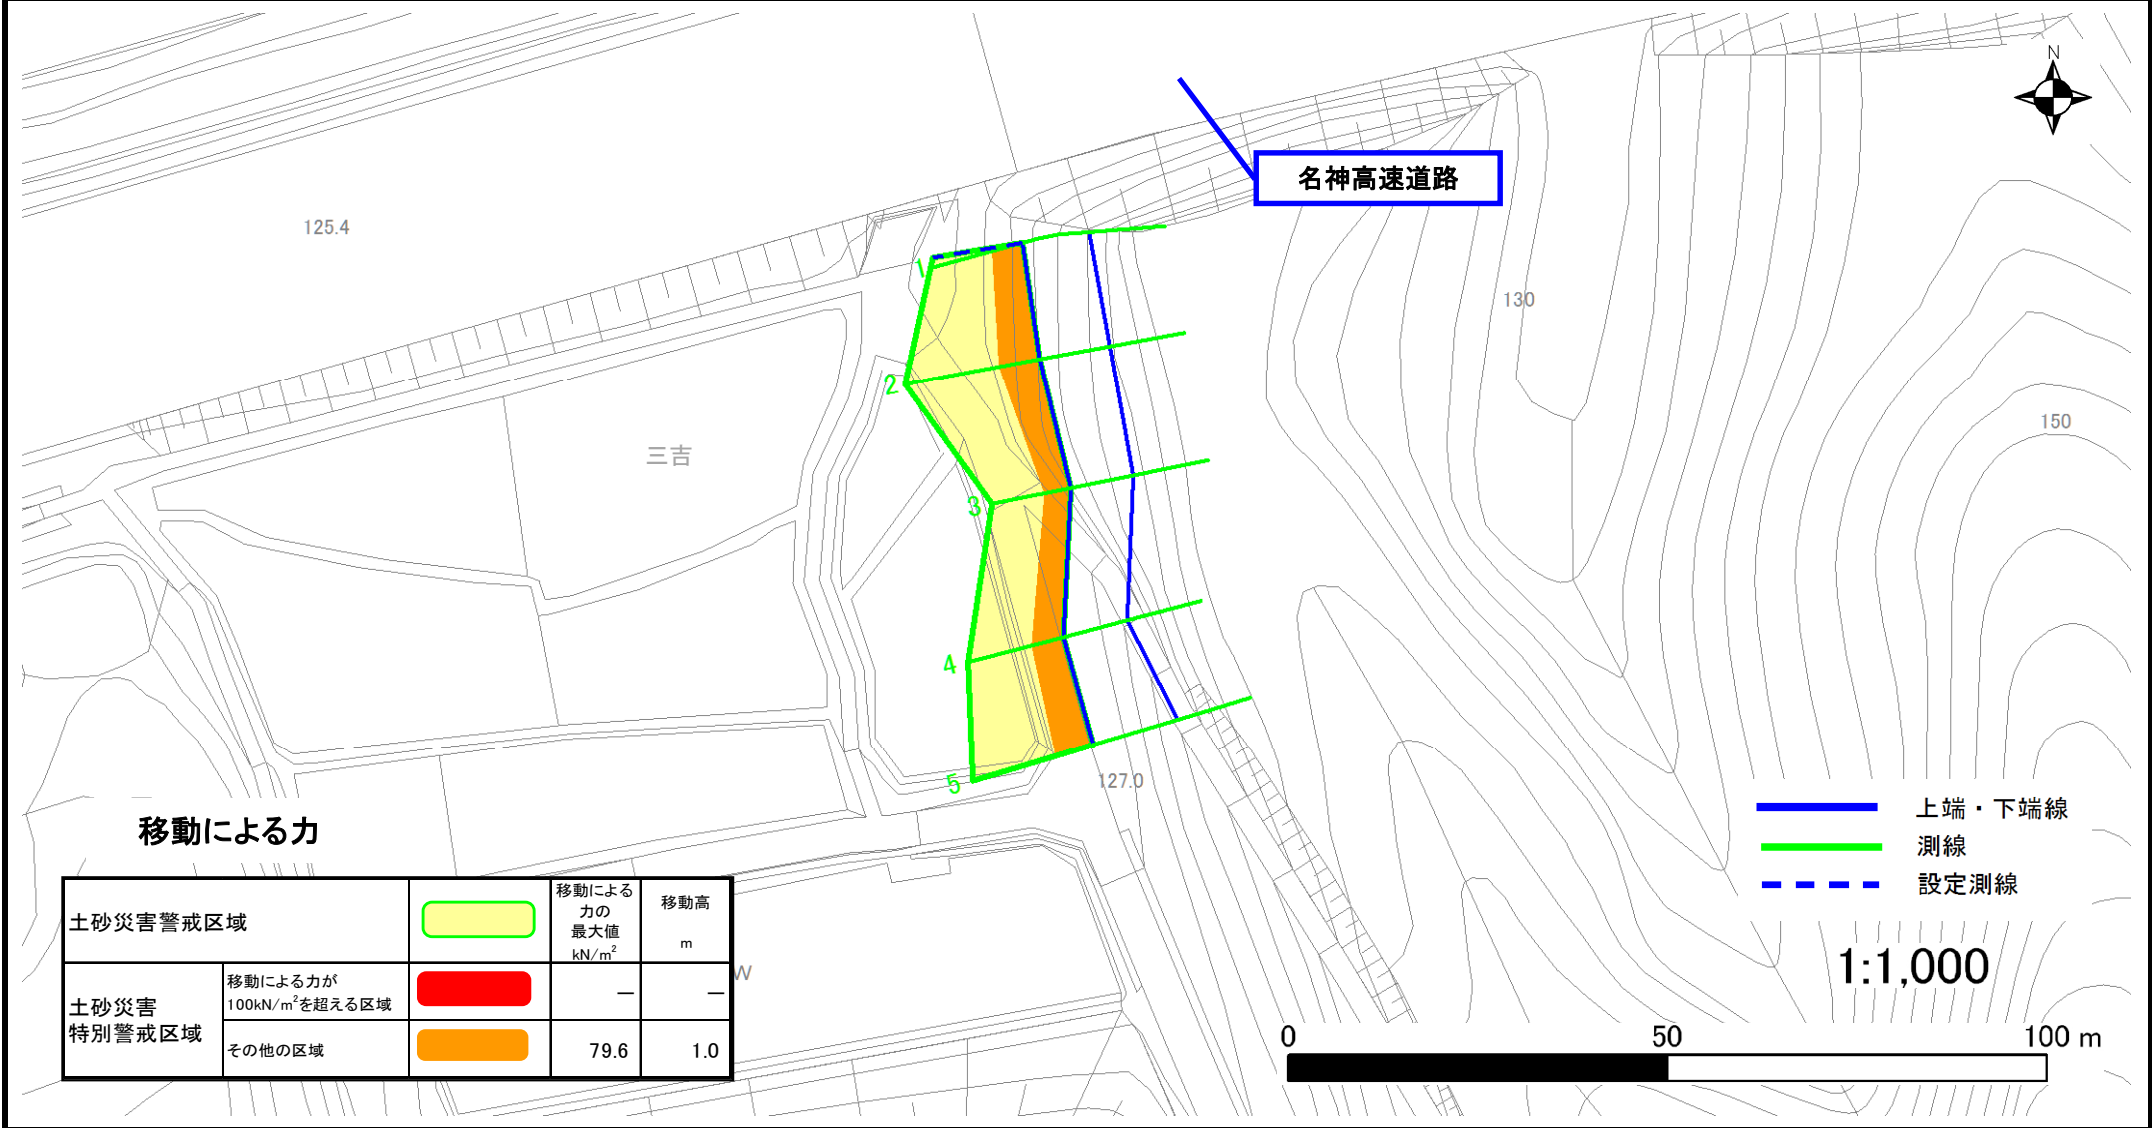 N
名神高速道路
125.4
1
130
2
150
三吉
3
4
5
127.0
上端・下端線
測線
設定測線
移動による力
土砂災害警戒区域
移動による
力の
最大値
kN/m²
移動高
m
土砂災害
特別警戒区域
移動による力が
100kN/m²を超える区域
—
—
その他の区域
79.6
1.0
W
1:1,000
0
50
100 m